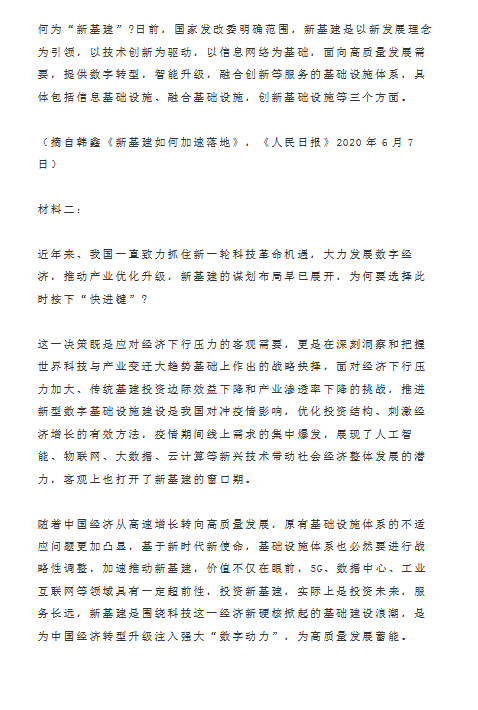 何为“新基建”?日前，国家发改委明确范围，新基建是以新发展理念
为引领，以技术创新为驱动，以信息网络为基础，面向高质量发展需
要，提供数字转型，智能升级，融合创新等服务的基础设施体系，具
体包括信息基础设施、融合基础设施，创新基础设施等三个方面。
（摘自韩鑫《新基建如何加速落地》，《人民日报》2020年6月7
日）
材料二：
近年来、我国一直致力抓住新一轮科技革命机遇，大力发展数字经
济，推动产业优化升级，新基建的谋划布局早已展开，为何要选择此
时按下“快进键”?
这一决策既是应对经济下行压力的客观需要，更是在深刻洞察和把握
世界科技与产业变迁大趋势基础上作出的战略抉择，面对经济下行压
力加大、传统基建投资边际效益下降和产业渗透率下降的挑战，推进
新型数字基础设施建设是我国对冲疫情影响，优化投资结构、刺激经
济增长的有效方法，疫情期间线上需求的集中爆发，展现了人工智
能、物联网、大数据、云计算等新兴技术带动社会经济整体发展的潜
力，客观上也打开了新基建的窗口期。
随着中国经济从高速增长转向高质量发展，原有基础设施体系的不适
应问题更加凸显，基于新时代新使命，基础设施体系也必然要进行战
略性调整，加速推动新基建，价值不仅在眼前，5G、数据中心、工业
互联网等领域具有一定超前性，投资新基建，实际上是投资未来，服
务长远，新基建是围绕科技这一经济新硬核掀起的基础建设浪潮，是
为中国经济转型升级注入强大“数字动力”，为高质量发展蓄能。